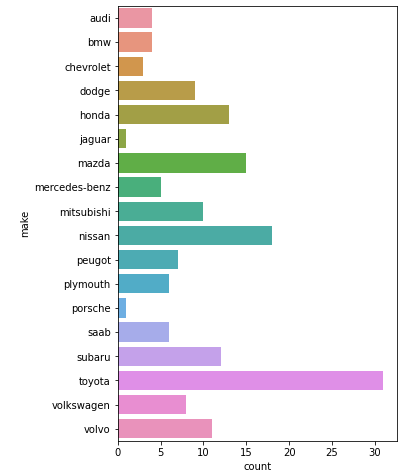 audi
bmw
chevrolet
dodge
honda
jaguar
mazda
mercedes-benz
mitsubishi
nissan
peugot
plymouth
porsche
saab
subaru
toyota
volkswagen
volvo
make
0 5 10 15 20 25 30
count